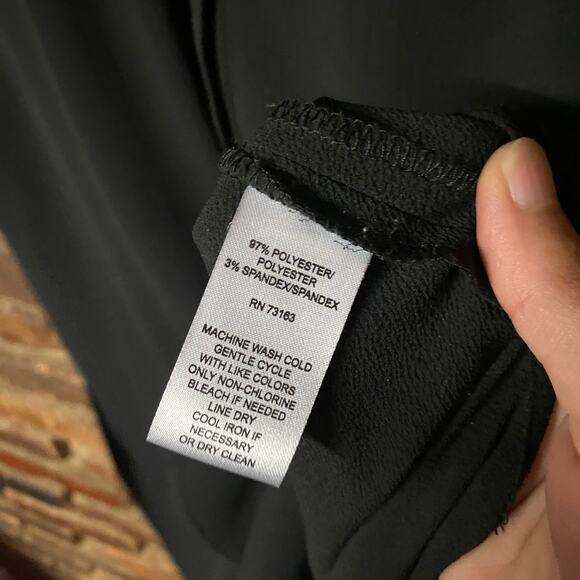 97% POLYESTER/
POLYESTER
3% SPANDEX/SPANDEX
RN 73163
MACHINE WASH COLD
GENTLE CYCLE
WITH LIKE COLORS
ONLY NON-CHLORINE
BLEACH IF NEEDED
LINE DRY
COOL IRON IF
NECESSARY
OR DRY CLEAN